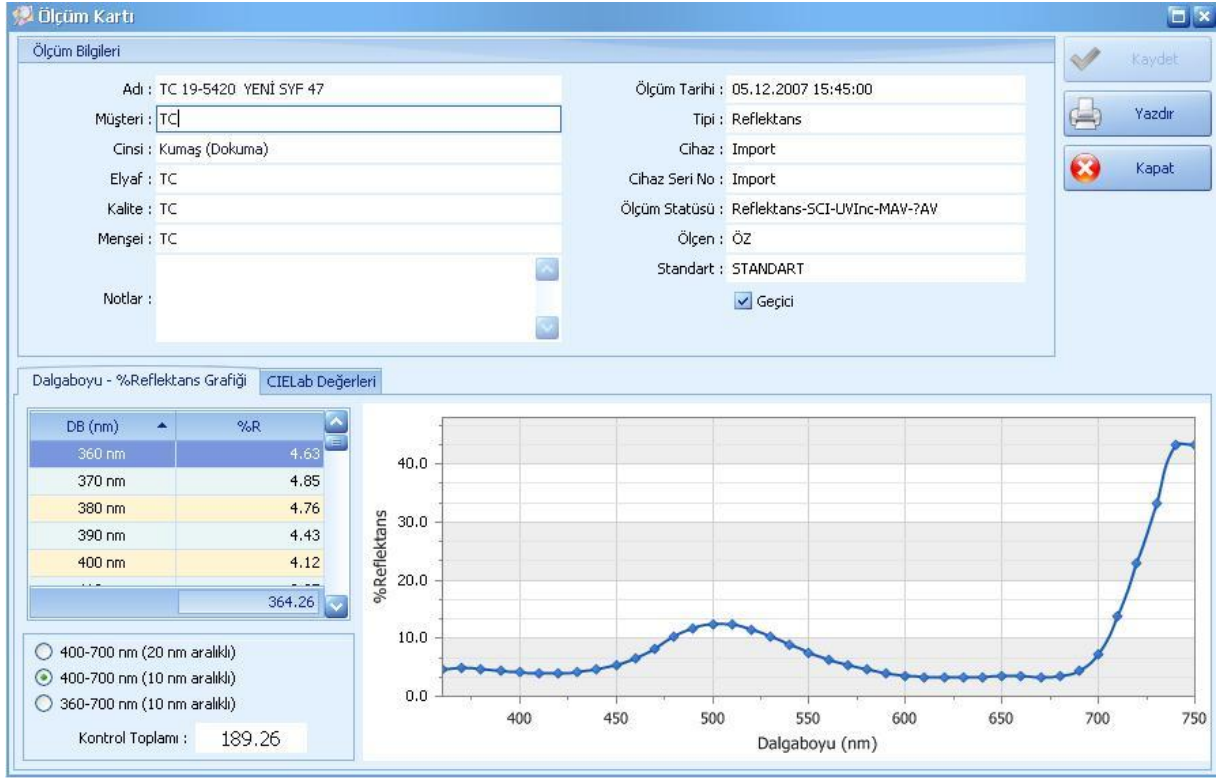 Ölçüm Kartı
Ölçüm Bilgileri
Adı : TC 19-5420 YENİ SYF 47
Müşteri : TC
Cinsi : Kumaş (Dokuma)
Elyaf : TC
Kalite : TC
Menşei : TC
Notlar :
Ölçüm Tarihi : 05.12.2007 15:45:00
Tipi : Reflektans
Cihaz : Import
Cihaz Seri No : Import
Ölçüm Statüsü : Reflektans-SCI-UVInc-MAV-?AV
Ölçen : ÖZ
Standart : STANDART
Geçici
Kaydet
Yazdır
Kapat
Dalgaboyu - %Reflektans Grafiği CIELab Değerleri
DB (nm) %R
360 nm 4.63
370 nm 4.85
380 nm 4.76
390 nm 4.43
400 nm 4.12
364.26
400-700 nm (20 nm aralıklı)
400-700 nm (10 nm aralıklı)
360-700 nm (10 nm aralıklı)
Kontrol Toplamı : 189.26
%Reflektans
40.0
30.0
20.0
10.0
0.0
400 450 500 550 600 650 700 750
Dalgaboyu (nm)